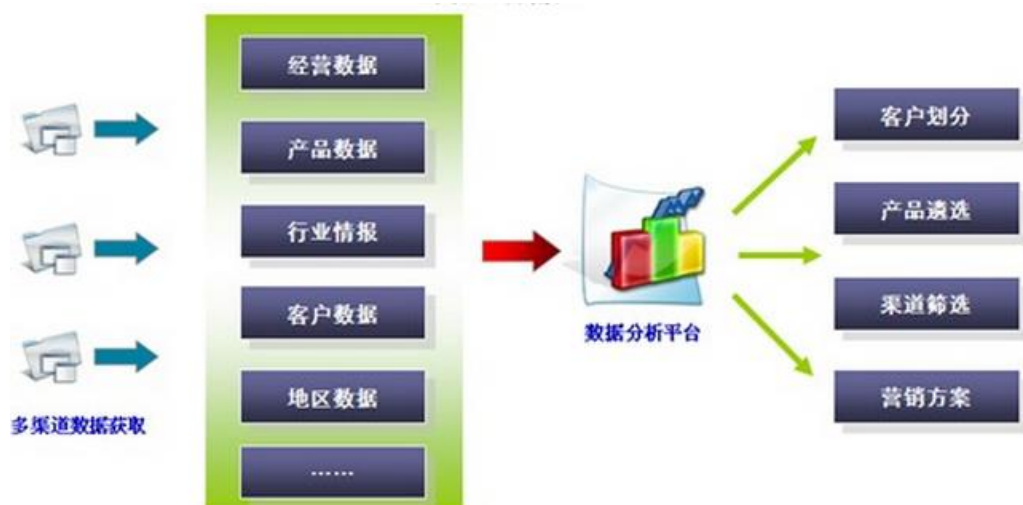 经营数据
产品数据
行业情报
客户数据
地区数据
……
多渠道数据获取
数据分析平台
客户划分
产品遴选
渠道筛选
营销方案